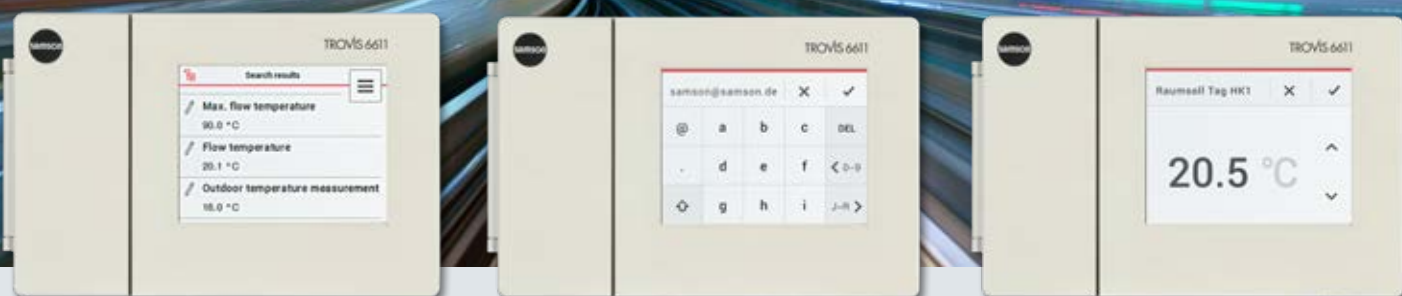 samson
TROVIS 6611
Search results
Max. flow temperature
90.0 °C
Flow temperature
20.1 °C
Outdoor temperature measurement
18.0 °C
samson
TROVIS 6611
samson@samson.de
@ a b c DEL
. d e f < 0-9
g h i J-R >
samson
TROVIS 6611
Raumsoll Tag HK1
20.5 °C